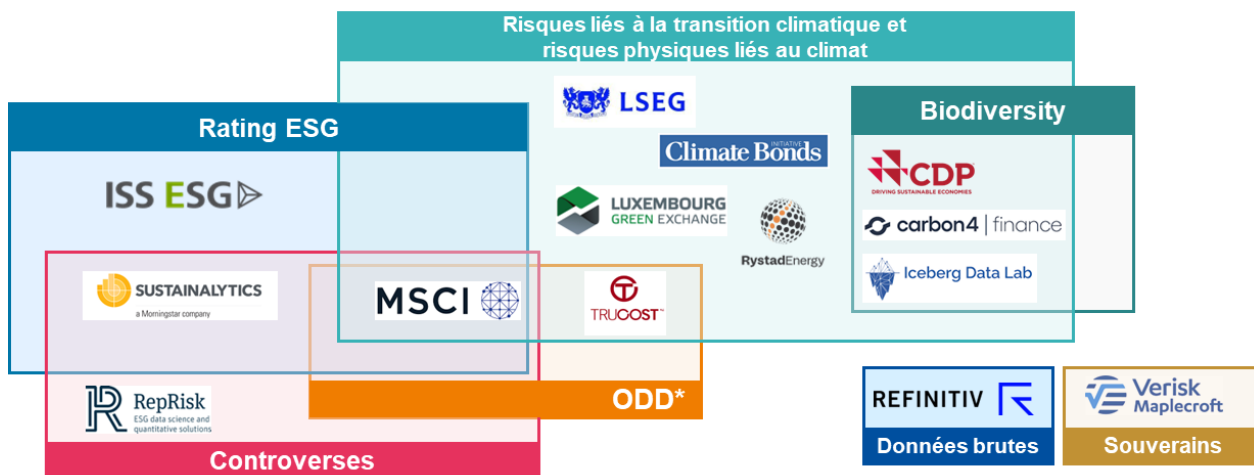 Risques liés à la transition climatique et
risques physiques liés au climat
LSEG
Biodiversity
Rating ESG
Climate Bonds
INITIATIVE
CDP
DRIVING SUSTAINABLE ECONOMIES
ISS ESG
LUXEMBOURG
GREEN EXCHANGE
carbon4 | finance
RystadEnergy
Iceberg Data Lab
SUSTAINALYTICS
a Morningstar company
MSCI
TRUCOST™
RepRisk
ESG data science and
quantitative solutions
ODD*
REFINITIV
Verisk
Maplecroft
Données brutes
Souverains
Controverses